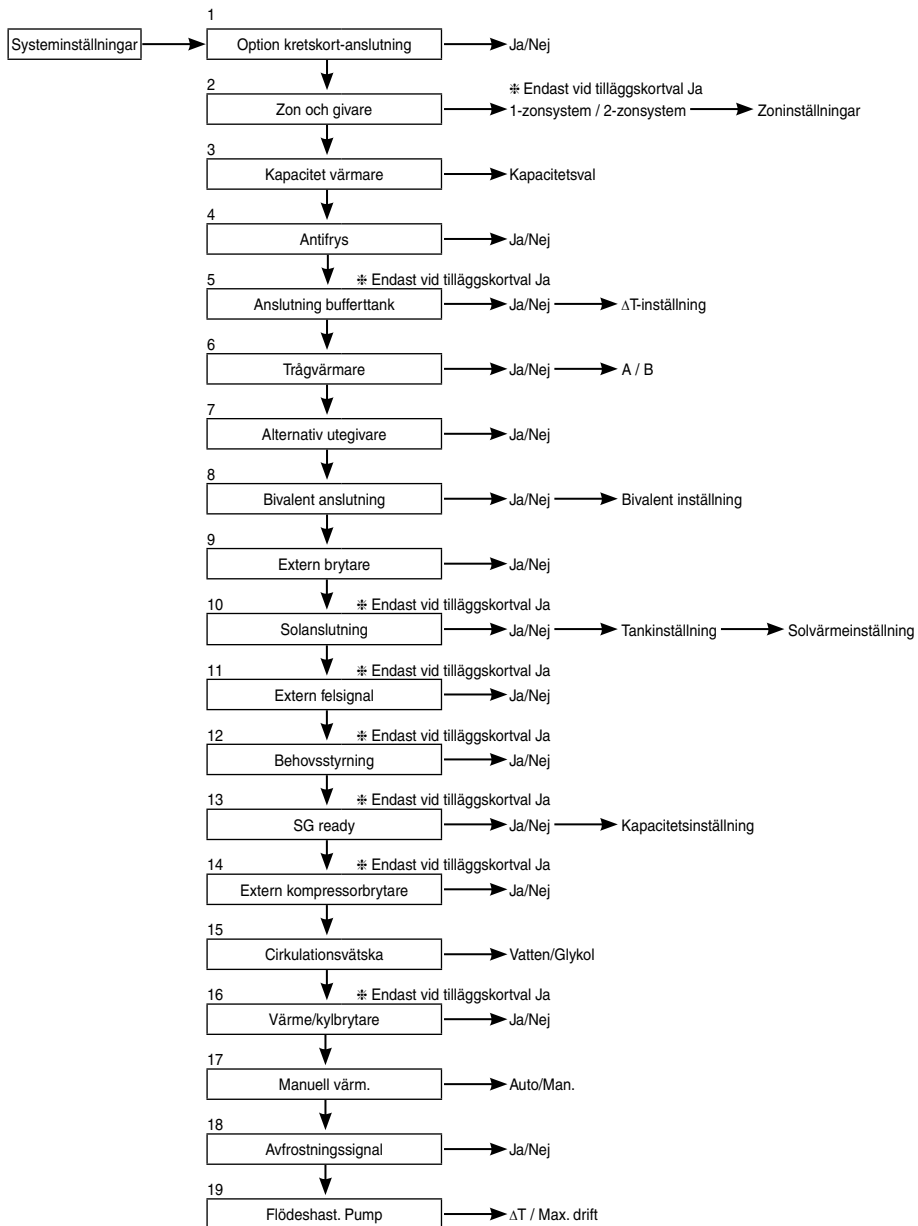 1
Systeminställningar
Option kretskort-anslutning
Ja/Nej
2
⁜ Endast vid tilläggskortval Ja
Zon och givare
1-zonsystem / 2-zonsystem
Zoninställningar
3
Kapacitet värmare
Kapacitetsval
4
Antifrys
Ja/Nej
5
⁜ Endast vid tilläggskortval Ja
Anslutning bufferttank
Ja/Nej
ΔT-inställning
6
Trågvärmare
Ja/Nej
A / B
7
Alternativ utegivare
Ja/Nej
8
Bivalent anslutning
Ja/Nej
Bivalent inställning
9
Extern brytare
Ja/Nej
10
⁜ Endast vid tilläggskortval Ja
Solanslutning
Ja/Nej
Tankinställning
Solvärmeinställning
11
⁜ Endast vid tilläggskortval Ja
Extern felsignal
Ja/Nej
12
⁜ Endast vid tilläggskortval Ja
Behovsstyrning
Ja/Nej
13
⁜ Endast vid tilläggskortval Ja
SG ready
Ja/Nej
Kapacitetsinställning
14
⁜ Endast vid tilläggskortval Ja
Extern kompressorbrytare
Ja/Nej
15
Cirkulationsvätska
Vatten/Glykol
16
⁜ Endast vid tilläggskortval Ja
Värme/kylbrytare
Ja/Nej
17
Manuell värm.
Auto/Man.
18
Avfrostningssignal
Ja/Nej
19
Flödeshast. Pump
ΔT / Max. drift